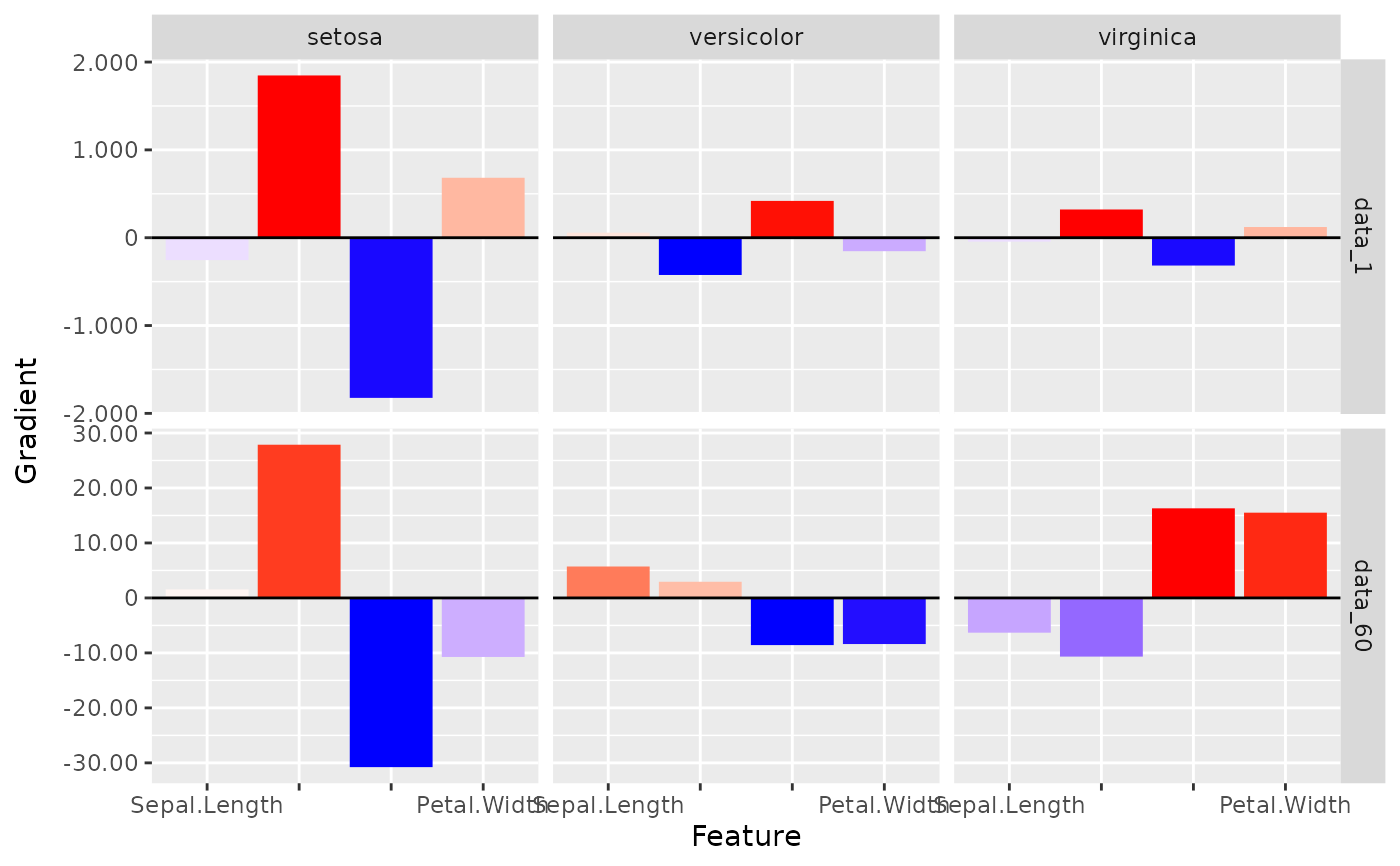 setosa
versicolor
virginica
2.000
1.000
0
-1.000
-2.000
data_1
Gradient
30.00
20.00
10.00
0
-10.00
-20.00
-30.00
data_60
Sepal.Length
Petal.Width
Sepal.Length
Petal.Width
Sepal.Length
Petal.Width
Feature